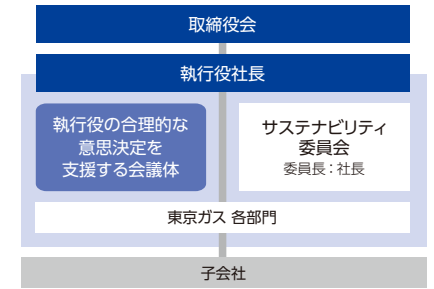 取締役会
執行役社長
執行役の合理的な
意思決定を
支援する会議体
サステナビリティ
委員会
委員長：社長
東京ガス 各部門
子会社